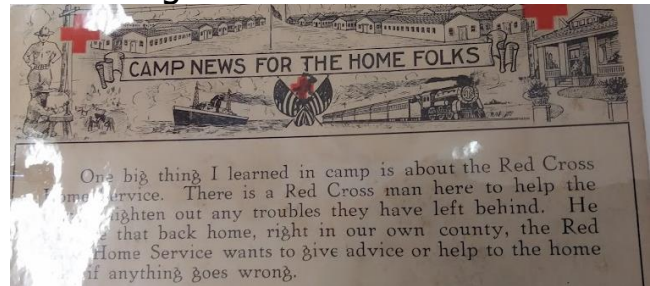 CAMP NEWS FOR THE HOME FOLKS
One big thing I learned in camp is about the Red Cross
Home Service. There is a Red Cross man here to help the
ighten out any troubles they have left behind. He
that back home, right in our own county, the Red
Home Service wants to give advice or help to the home
if anything goes wrong.